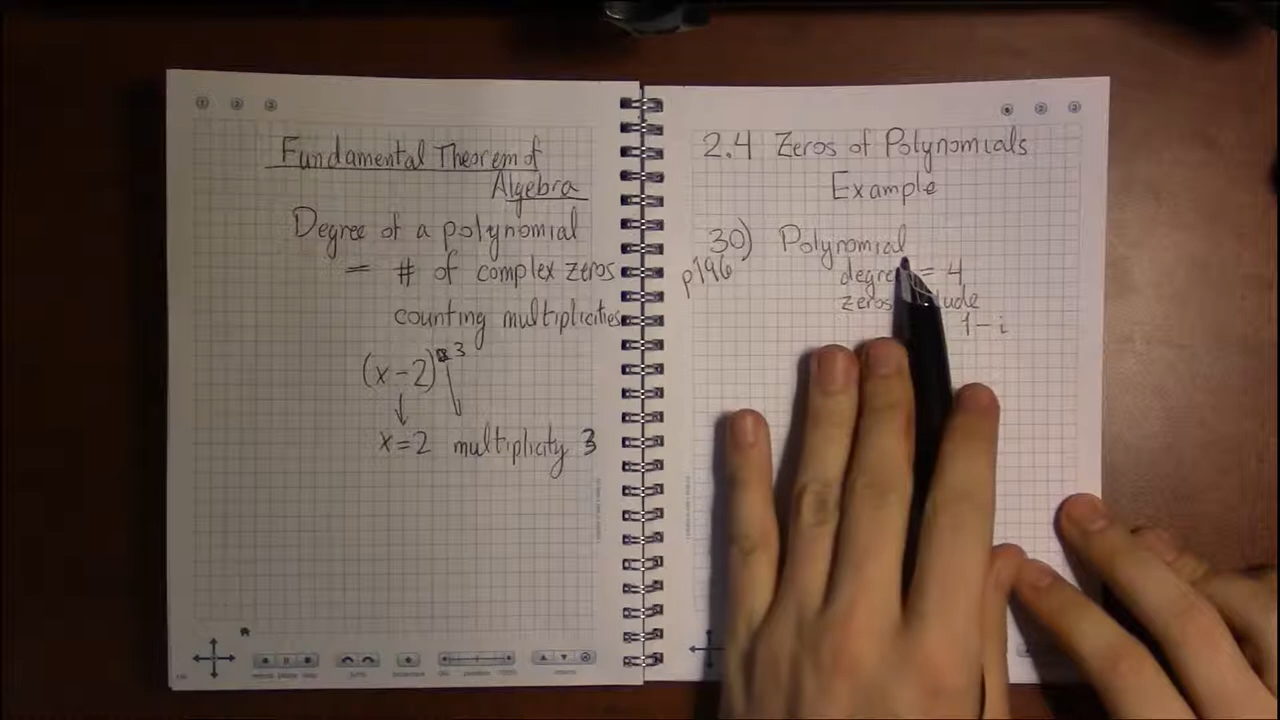 Fundamental Theorem of
Algebra
Degree of a polynomial
= # of complex zeros
counting multiplicities
(x-2)³
x=2 multiplicity 3
2.4 Zeros of Polynomials
Example
30) Polynomial
p196
= 4
zeros
1-i